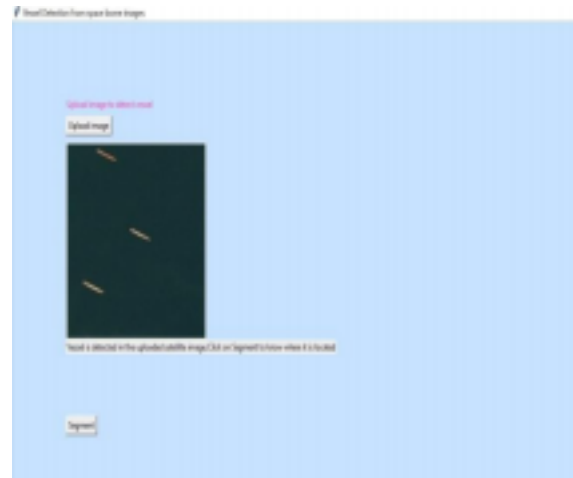 Vessel Detection from space borne images
Upload image to detect vessel
Upload image
Vessel is detected in the uploaded satellite image.Click on Segment to know where it is located
Segment